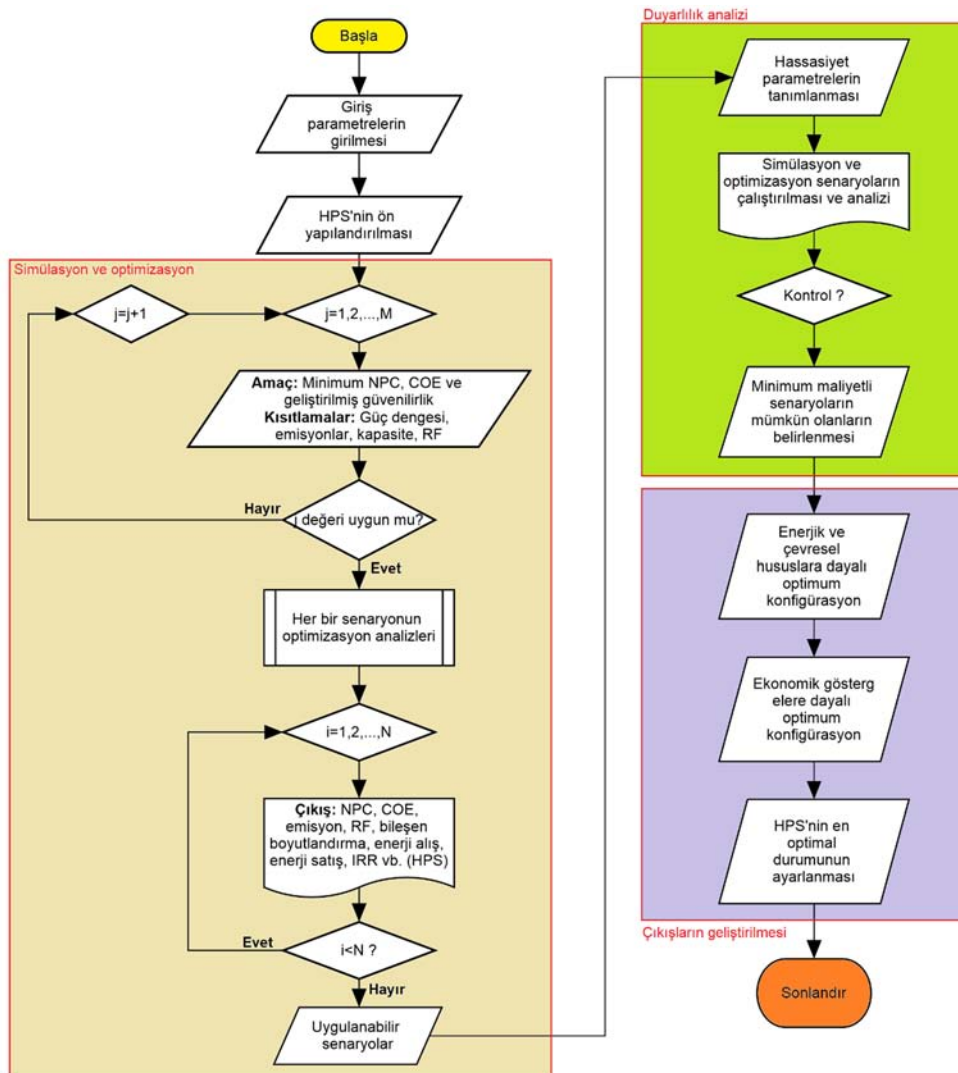 Başla
Giriş
parametrelerin
girilmesi
HPS'nin ön
yapılandırılması
Simülasyon ve optimizasyon
j=j+1
j=1,2,...,M
Amaç: Minimum NPC, COE ve
geliştirilmiş güvenilirlik
Kısıtlamalar: Güç dengesi,
emisyonlar, kapasite, RF
Hayır
j değeri uygun mu?
Evet
Her bir senaryonun
optimizasyon analizleri
i=1,2,...,N
Çıkış: NPC, COE,
emisyon, RF, bileşen
boyutlandırma, enerji alış,
enerji satış, IRR vb. (HPS)
Evet
i<N ?
Hayır
Uygulanabilir
senaryolar
Duyarlılık analizi
Hassasiyet
parametrelerin
tanımlanması
Simülasyon ve
optimizasyon senaryoların
çalıştırılması ve analizi
Kontrol ?
Minimum maliyetli
senaryoların
mümkün olanların
belirlenmesi
Enerjik ve
çevresel
hususlara dayalı
optimum
konfigürasyon
Ekonomik gösterg
elere dayalı
optimum
konfigürasyon
HPS'nin en
optimal
durumunun
ayarlanması
Çıkışların geliştirilmesi
Sonlandır